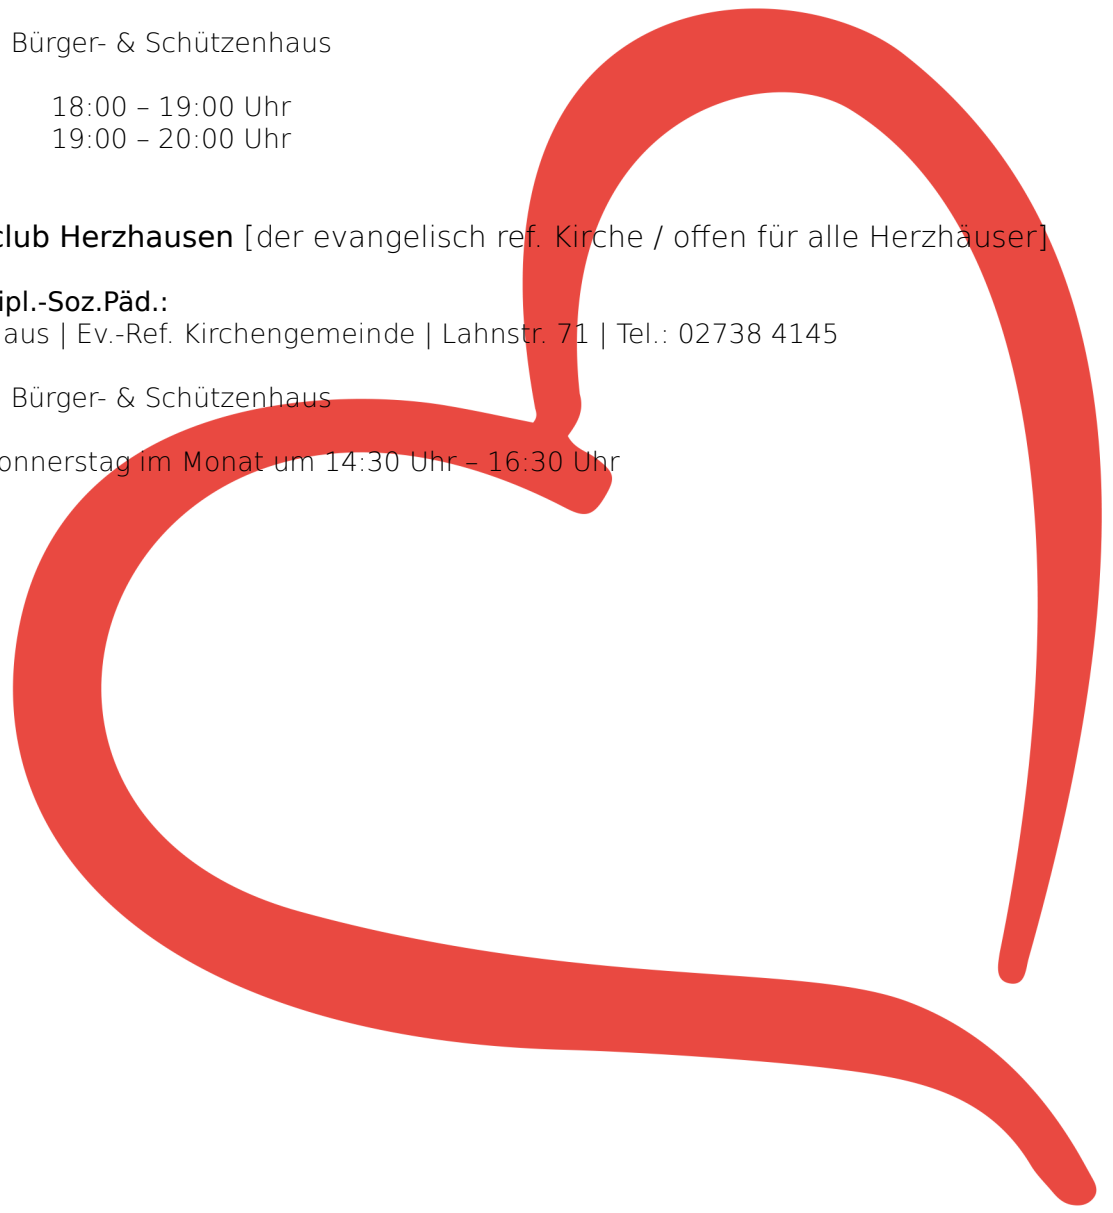 Bürger- & Schützenhaus
18:00 – 19:00 Uhr
19:00 – 20:00 Uhr
club Herzhausen [der evangelisch ref. Kirche / offen für alle Herzhäuser]
ipl.-Soz.Päd.:
aus | Ev.-Ref. Kirchengemeinde | Lahnstr. 71 | Tel.: 02738 4145
Bürger- & Schützenhaus
onnerstag im Monat um 14:30 Uhr – 16:30 Uhr